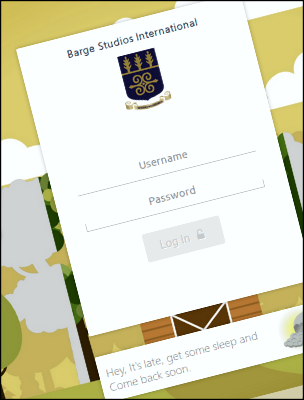 Barge Studios International
Username
Password
Log In
Hey, It's late, get some sleep and
Come back soon.